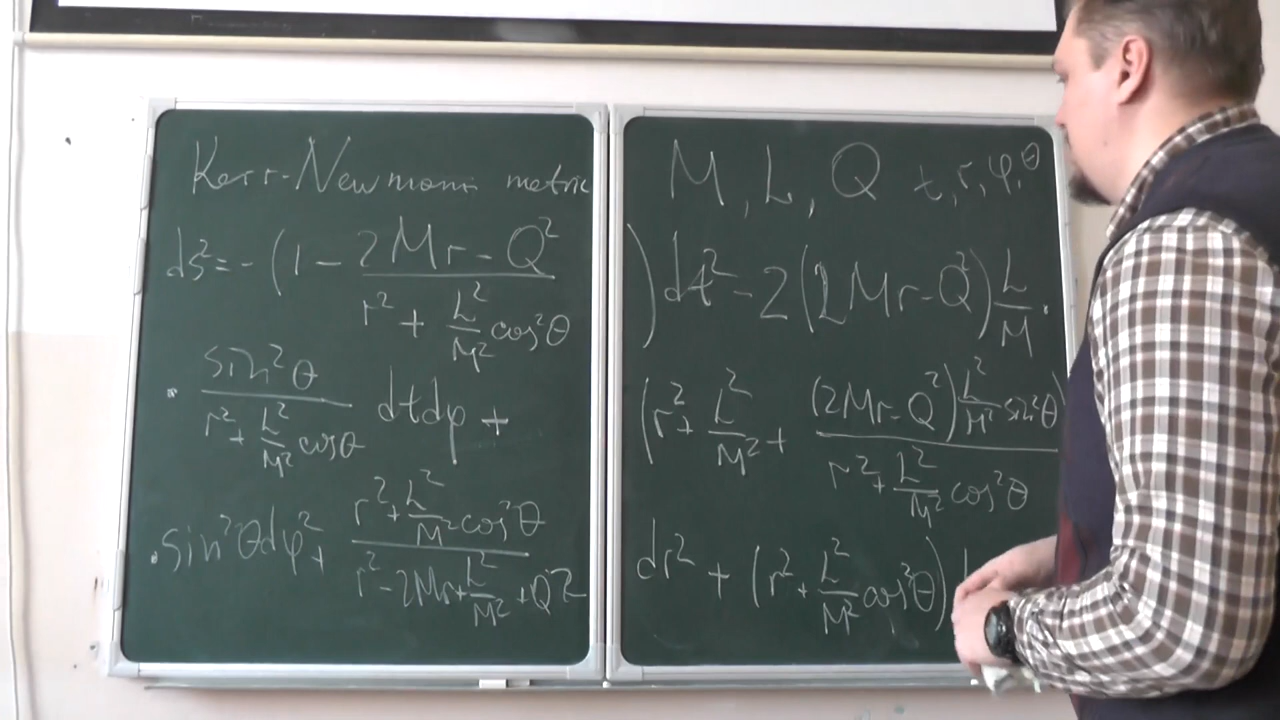 Kerr-Newmann metric M, L, Q t, r, φ, θ
ds² = - (1 - (2Mr - Q²)/(r² + L²/M² cos²θ)) dt² - 2(2Mr - Q²) L/M ·
· sin²θ/(r² + L²/M² cosθ) dtdφ + (r² + L²/M² + (2Mr - Q²) L²/M² sin²θ/(r² + L²/M² cos²θ))
· sin²θdφ² + (r² + L²/M² cos²θ)/(r² - 2Mr + L²/M² + Q²) dr² + (r² + L²/M² cos²θ)